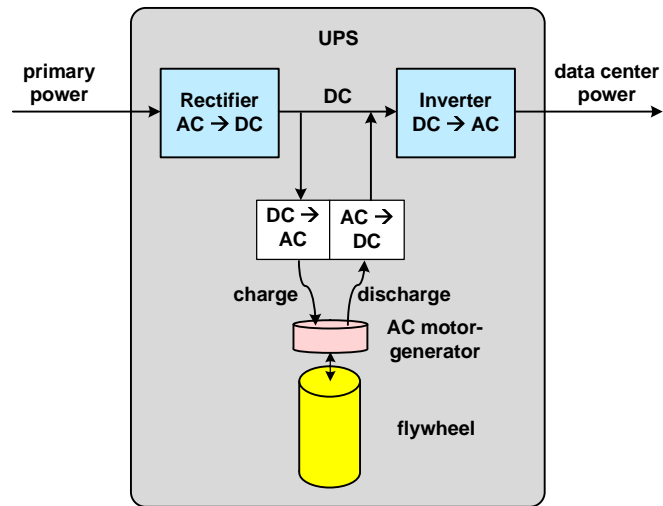 UPS
primary
power
Rectifier
AC → DC
DC
Inverter
DC → AC
data center
power
DC →
AC
AC →
DC
charge
discharge
AC motor-
generator
flywheel